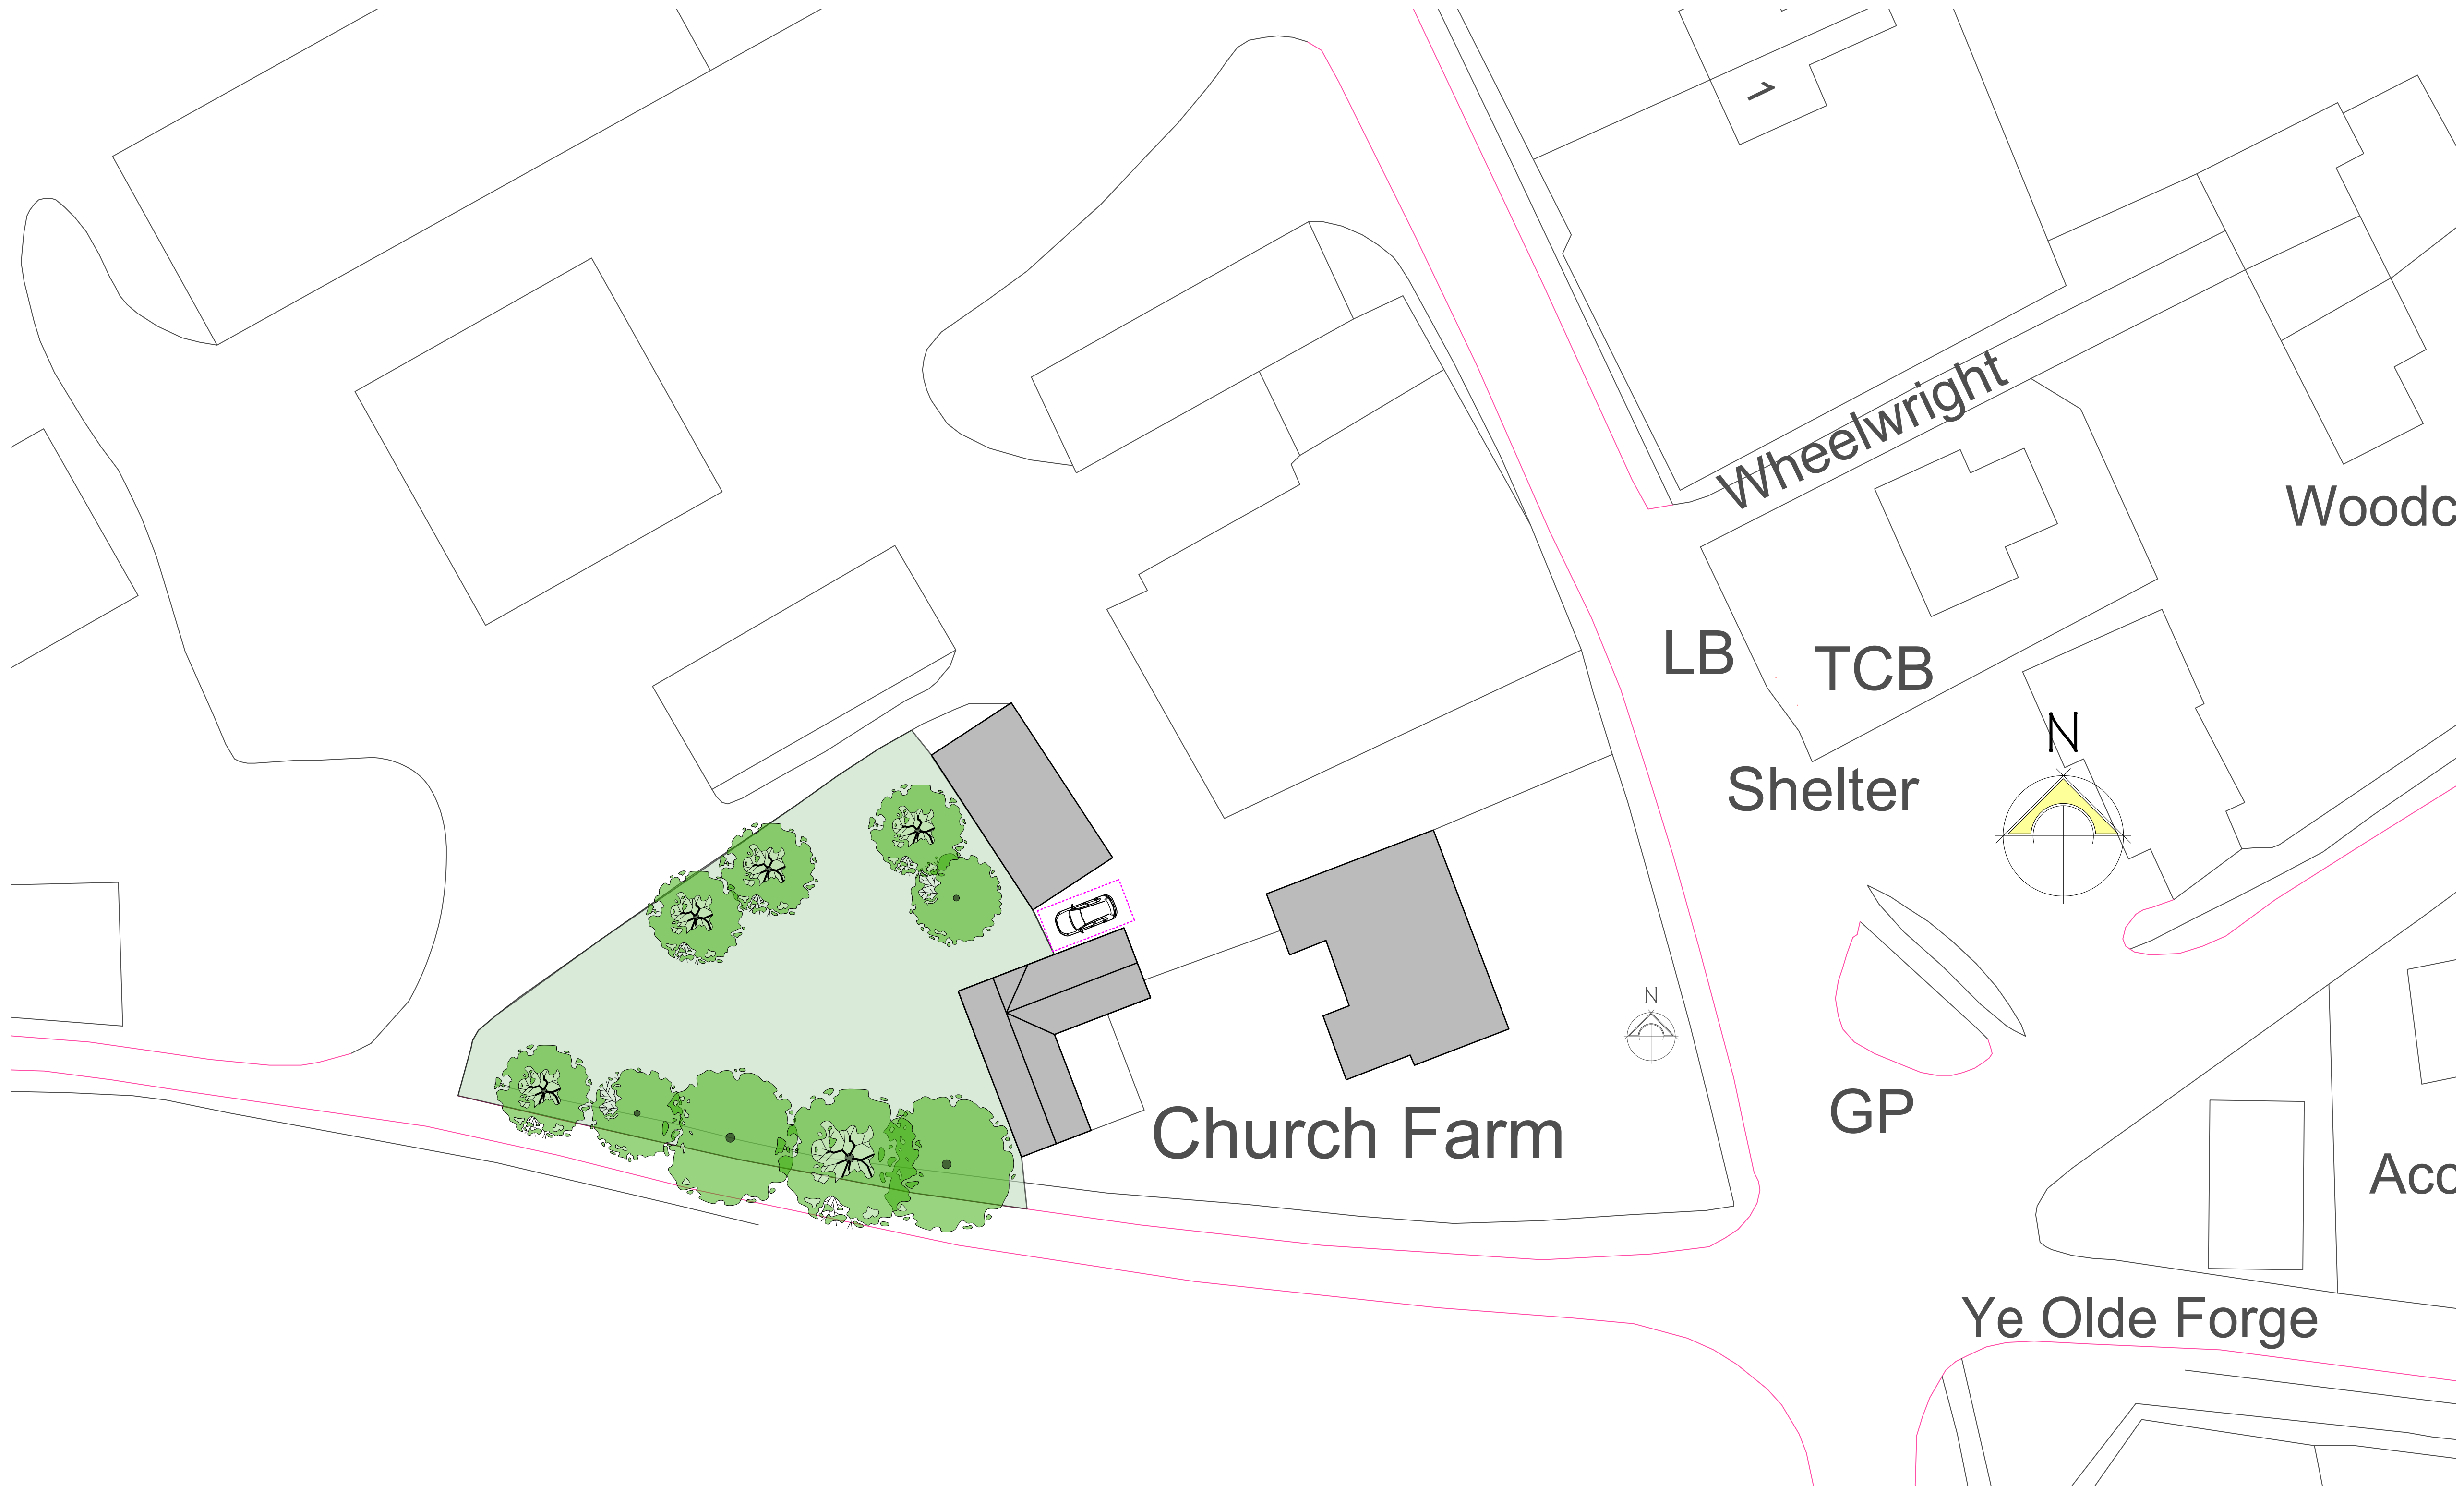 1
Wheelwright
Woodc
LB
TCB
N
Shelter
N
GP
Church Farm
Acc
Ye Olde Forge